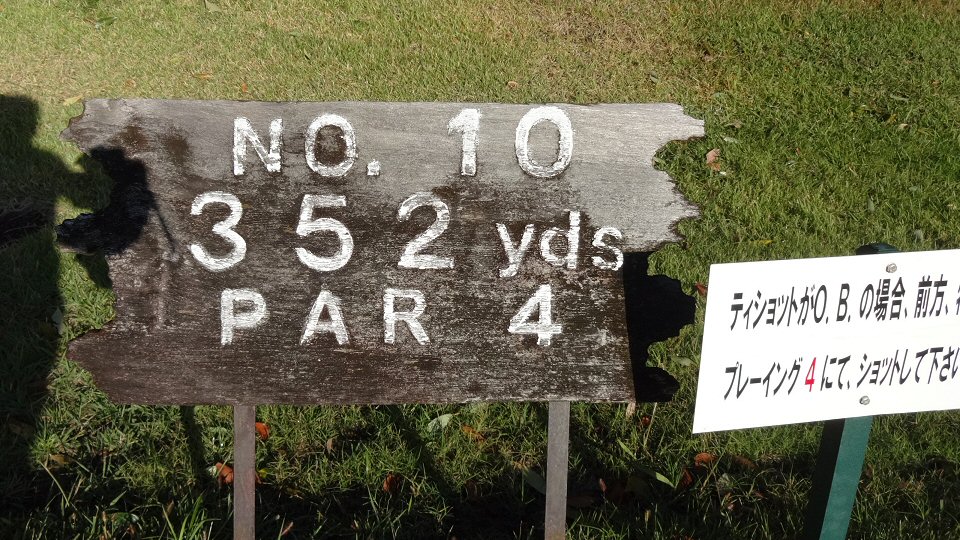 NO. 10
352 yds
PAR 4
ティショットがO.B.の場合、前方、
プレーイング4にて、ショットして下さい